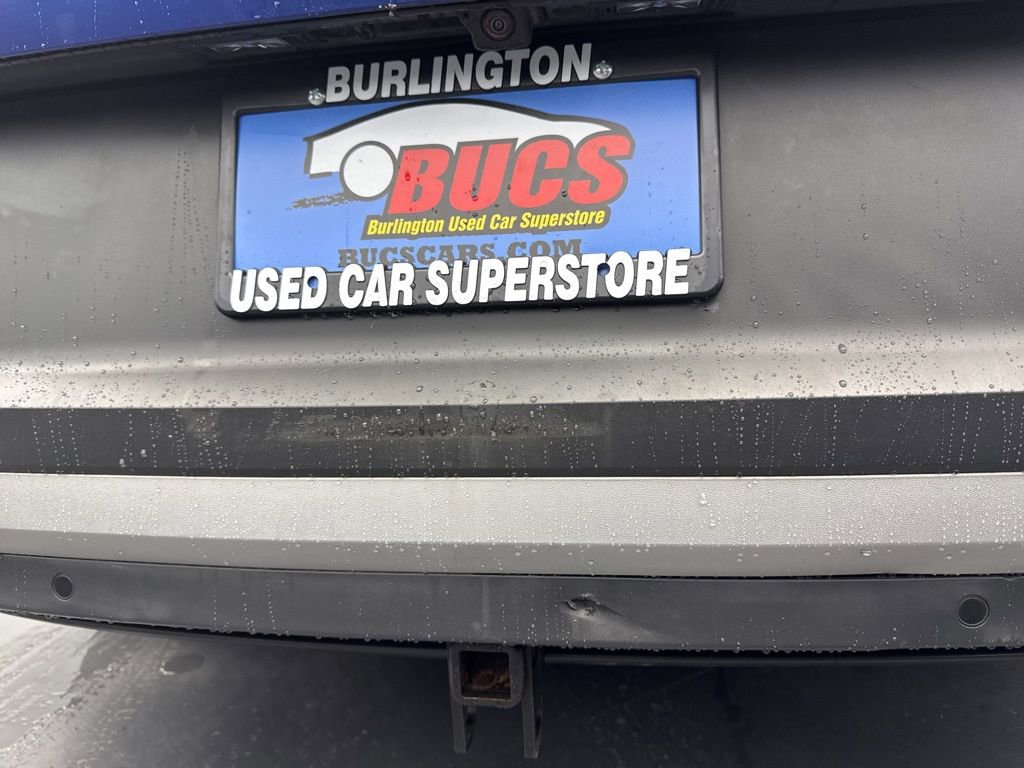 BURLINGTON
BUCS
Burlington Used Car Superstore
BUCSCARS.COM
USED CAR SUPERSTORE